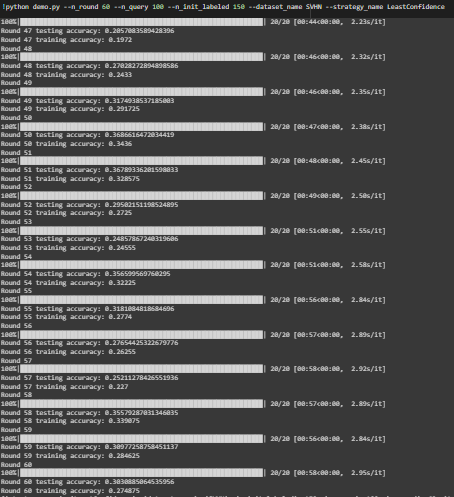 !python demo.py --n_round 60 --n_query 100 --n_init_labeled 150 --dataset_name SVHN --strategy_name LeastConfidence
100%| | 20/20 [00:44<00:00, 2.23s/it]
Round 47 testing accuracy: 0.2057083589428396
Round 47 training accuracy: 0.1972
Round 48
100%| | 20/20 [00:46<00:00, 2.32s/it]
Round 48 testing accuracy: 0.27028272894898586
Round 48 training accuracy: 0.2433
Round 49
100%| | 20/20 [00:46<00:00, 2.35s/it]
Round 49 testing accuracy: 0.3174938537185003
Round 49 training accuracy: 0.291725
Round 50
100%| | 20/20 [00:47<00:00, 2.38s/it]
Round 50 testing accuracy: 0.3686616472034419
Round 50 training accuracy: 0.3436
Round 51
100%| | 20/20 [00:48<00:00, 2.45s/it]
Round 51 testing accuracy: 0.36789336201598033
Round 51 training accuracy: 0.328575
Round 52
100%| | 20/20 [00:49<00:00, 2.50s/it]
Round 52 testing accuracy: 0.29502151198524895
Round 52 training accuracy: 0.2725
Round 53
100%| | 20/20 [00:51<00:00, 2.55s/it]
Round 53 testing accuracy: 0.24857867240319606
Round 53 training accuracy: 0.24555
Round 54
100%| | 20/20 [00:51<00:00, 2.58s/it]
Round 54 testing accuracy: 0.356599569760295
Round 54 training accuracy: 0.32225
Round 55
100%| | 20/20 [00:56<00:00, 2.84s/it]
Round 55 testing accuracy: 0.3181084818684696
Round 55 training accuracy: 0.2774
Round 56
100%| | 20/20 [00:57<00:00, 2.89s/it]
Round 56 testing accuracy: 0.27654425322679776
Round 56 training accuracy: 0.26255
Round 57
100%| | 20/20 [00:58<00:00, 2.92s/it]
Round 57 testing accuracy: 0.25211278426551936
Round 57 training accuracy: 0.227
Round 58
100%| | 20/20 [00:57<00:00, 2.89s/it]
Round 58 testing accuracy: 0.35579287031346035
Round 58 training accuracy: 0.339075
Round 59
100%| | 20/20 [00:56<00:00, 2.84s/it]
Round 59 testing accuracy: 0.30977258758451137
Round 59 training accuracy: 0.284625
Round 60
100%| | 20/20 [00:58<00:00, 2.95s/it]
Round 60 testing accuracy: 0.3030885064535956
Round 60 training accuracy: 0.274875